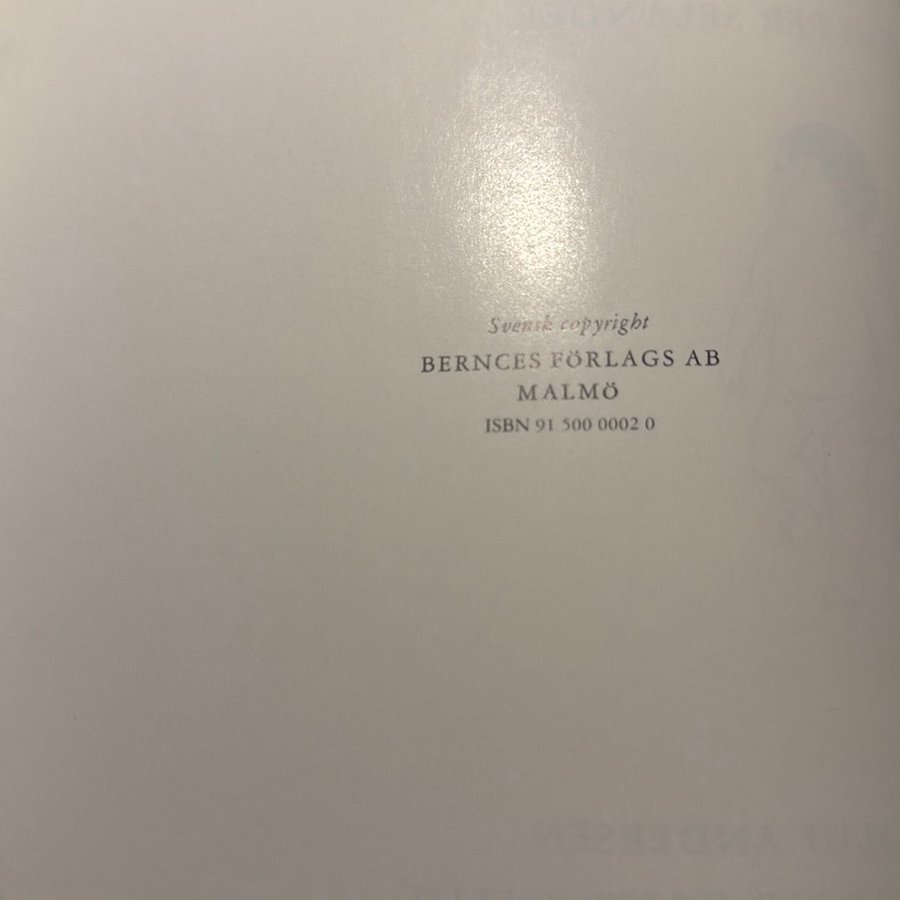 Svensk copyright
BERNCES FÖRLAGS AB
MALMÖ
ISBN 91 500 0002 0